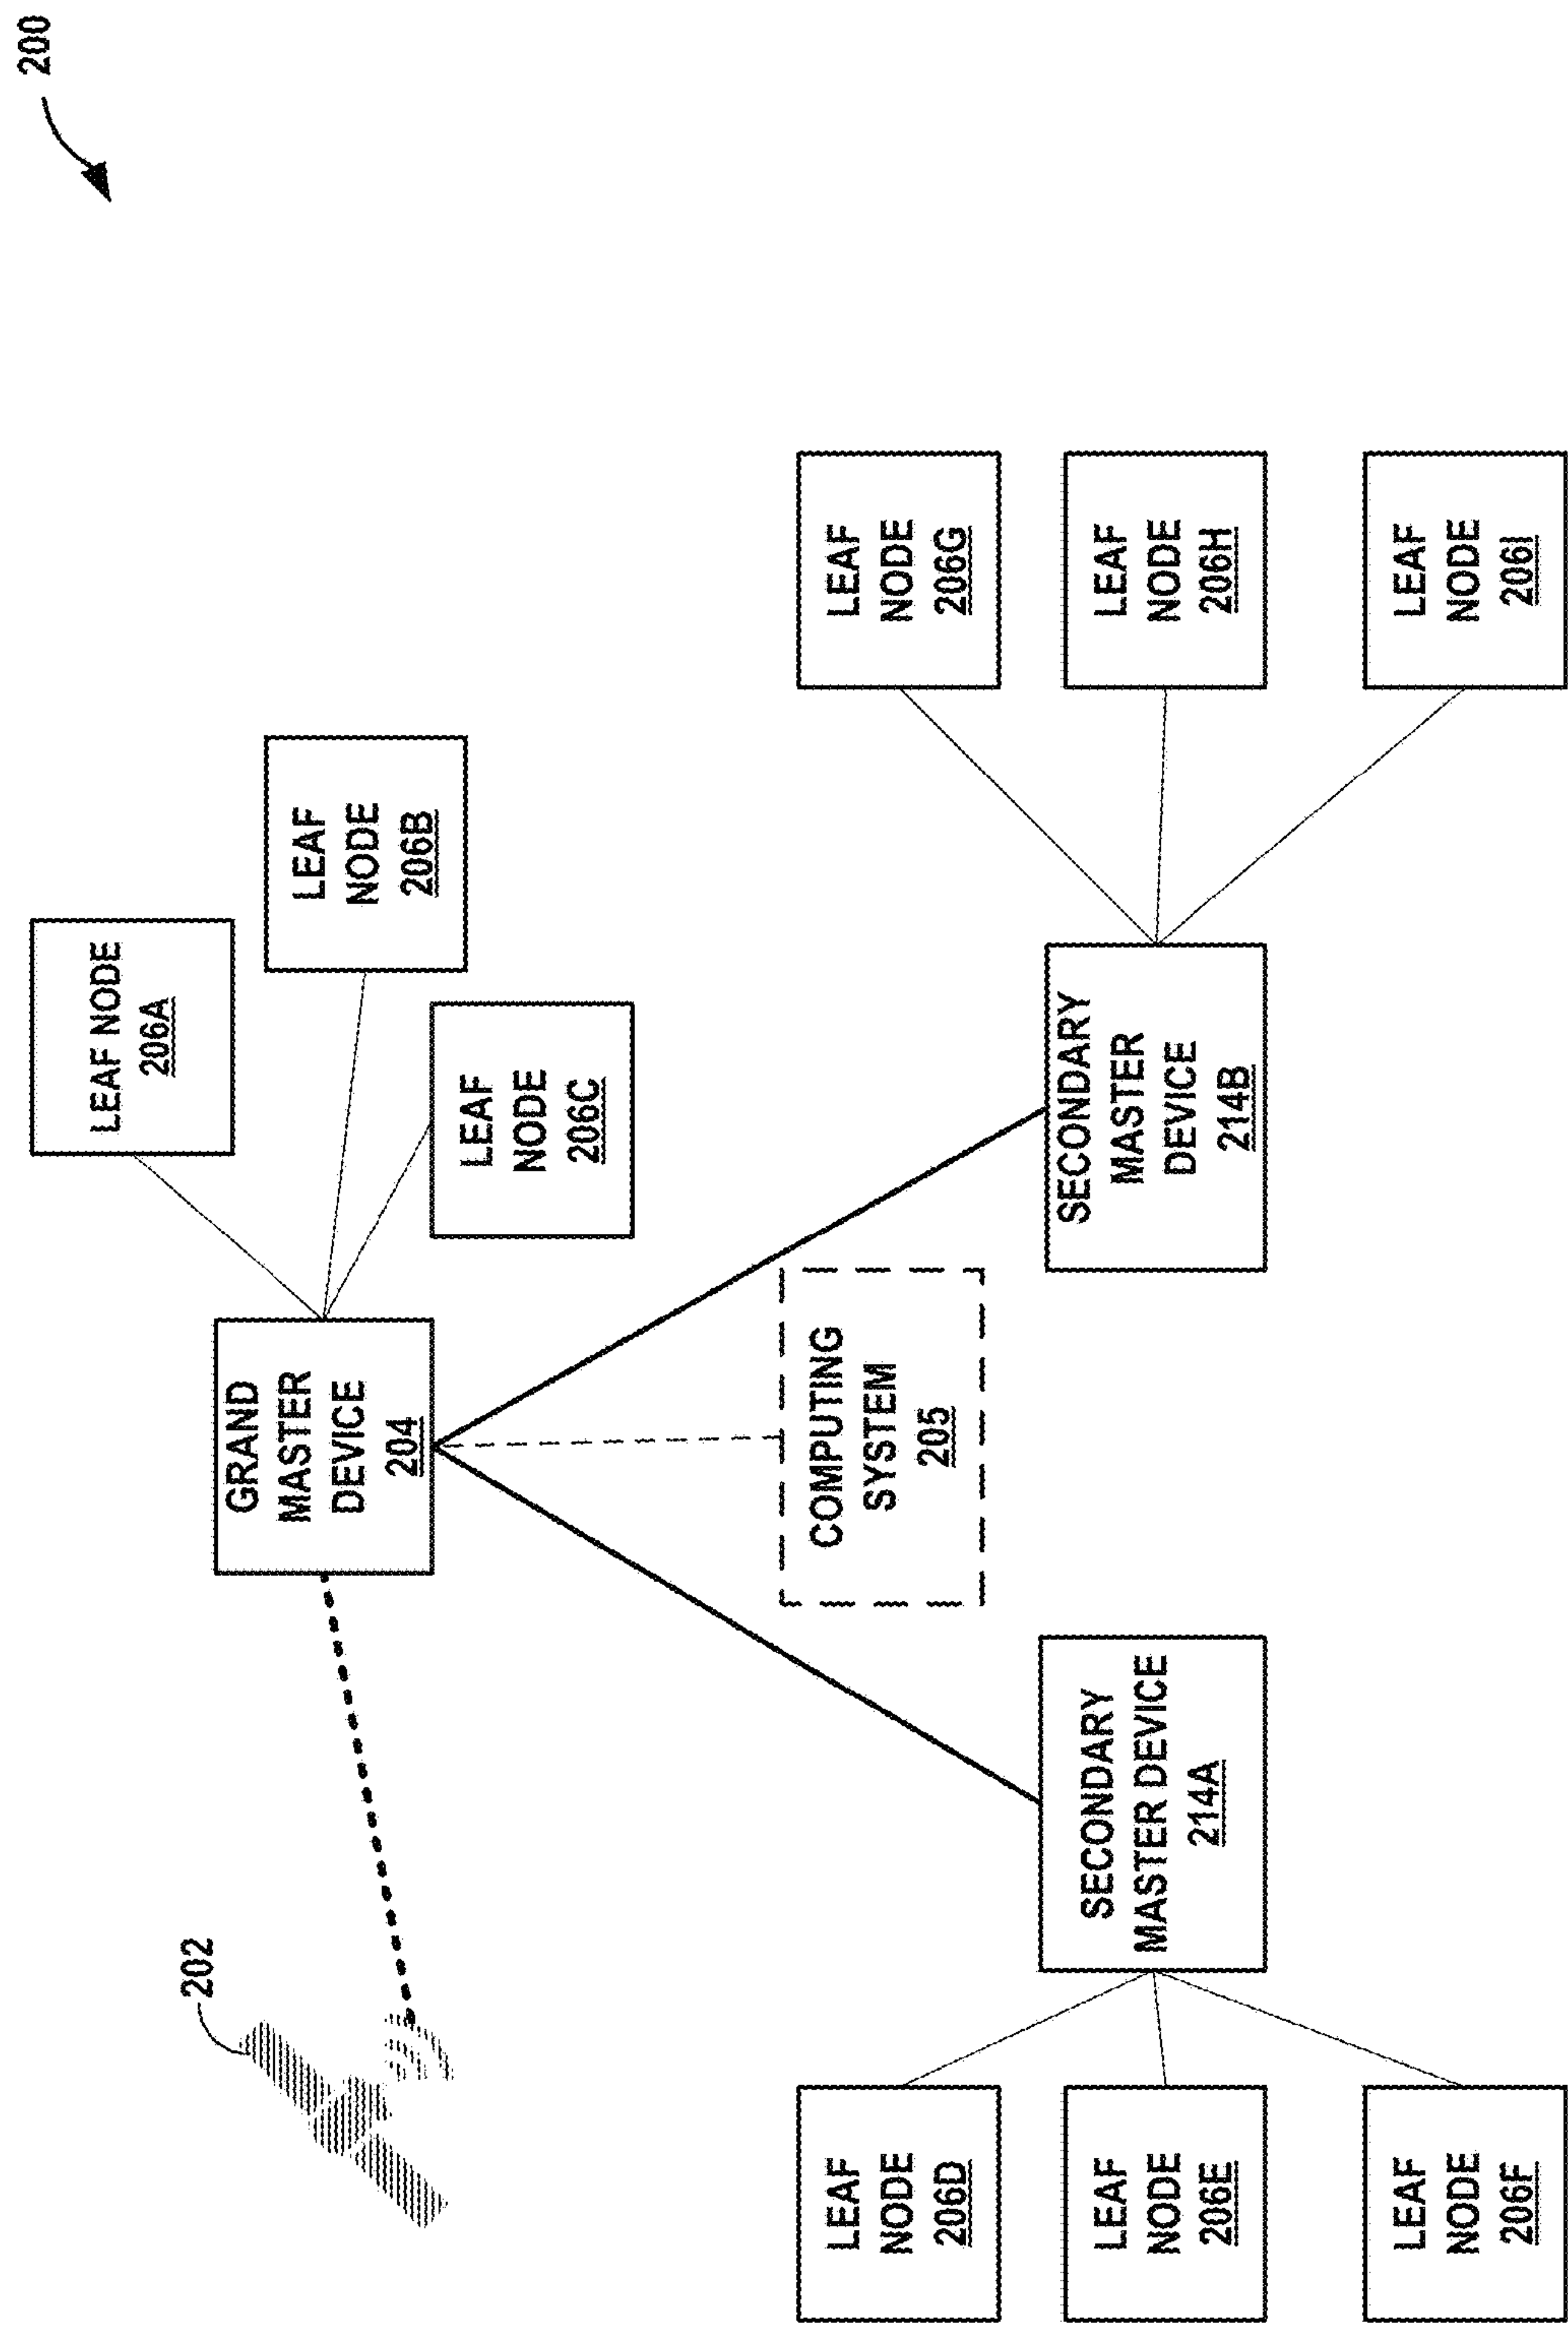 200
202
GRAND
MASTER
DEVICE
204
LEAF NODE
206A
LEAF
NODE
206B
LEAF
NODE
206C
COMPUTING
SYSTEM
205
SECONDARY
MASTER DEVICE
214A
SECONDARY
MASTER
DEVICE
214B
LEAF
NODE
206D
LEAF
NODE
206E
LEAF
NODE
206F
LEAF
NODE
206G
LEAF
NODE
206H
LEAF
NODE
206I